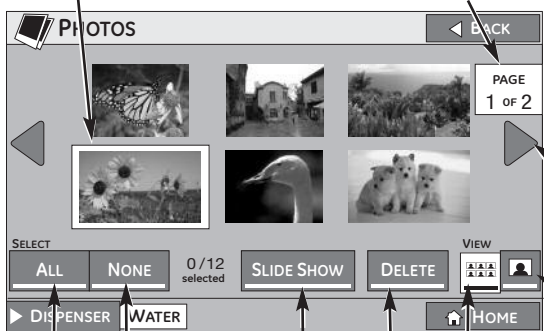 PHOTOS
BACK
PAGE
1 OF 2
SELECT
VIEW
ALL
NONE
0/12
selected
SLIDE SHOW
DELETE
DISPENSER
WATER
HOME